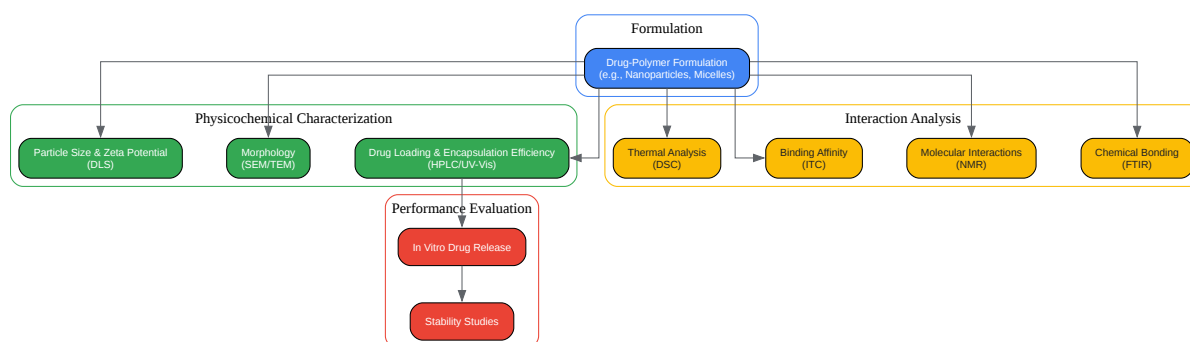 Formulation
Drug-Polymer Formulation
(e.g., Nanoparticles, Micelles)
Physicochemical Characterization
Particle Size & Zeta Potential
(DLS)
Morphology
(SEM/TEM)
Drug Loading & Encapsulation Efficiency
(HPLC/UV-Vis)
Interaction Analysis
Thermal Analysis
(DSC)
Binding Affinity
(ITC)
Molecular Interactions
(NMR)
Chemical Bonding
(FTIR)
Performance Evaluation
In Vitro Drug Release
Stability Studies